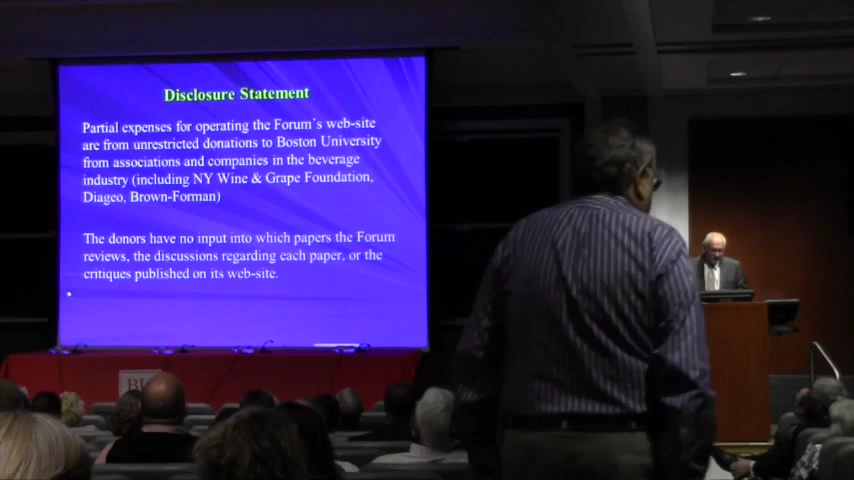 Disclosure Statement
Partial expenses for operating the Forum's web-site
are from unrestricted donations to Boston University
from associations and companies in the beverage
industry (including NY Wine & Grape Foundation,
Diageo, Brown-Forman)
The donors have no input into which papers the Forum
reviews, the discussions regarding each paper, or the
critiques published on its web-site.